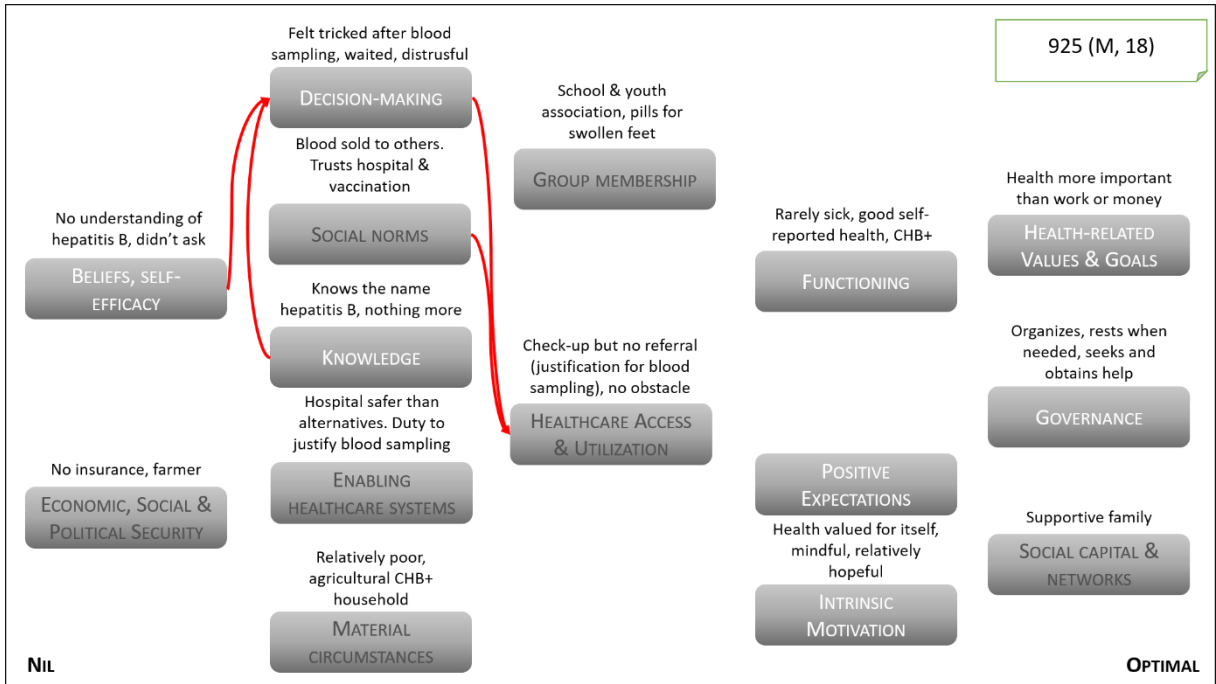 Felt tricked after blood
sampling, waited, distrusful
DECISION-MAKING
Blood sold to others.
Trusts hospital &
vaccination
SOCIAL NORMS
Knows the name
hepatitis B, nothing more
KNOWLEDGE
Hospital safer than
alternatives. Duty to
justify blood sampling
ENABLING
HEALTHCARE SYSTEMS
Relatively poor,
agricultural CHB+
household
MATERIAL
CIRCUMSTANCES
No understanding of
hepatitis B, didn't ask
BELIEFS, SELF-
EFFICACY
No insurance, farmer
ECONOMIC, SOCIAL &
POLITICAL SECURITY
NIL
School & youth
association, pills for
swollen feet
GROUP MEMBERSHIP
Check-up but no referral
(justification for blood
sampling), no obstacle
HEALTHCARE ACCESS
& UTILIZATION
Rarely sick, good self-
reported health, CHB+
FUNCTIONING
POSITIVE
EXPECTATIONS
Health valued for itself,
mindful, relatively
hopeful
INTRINSIC
MOTIVATION
925 (M, 18)
Health more important
than work or money
HEALTH-RELATED
VALUES & GOALS
Organizes, rests when
needed, seeks and
obtains help
GOVERNANCE
Supportive family
SOCIAL CAPITAL &
NETWORKS
OPTIMAL